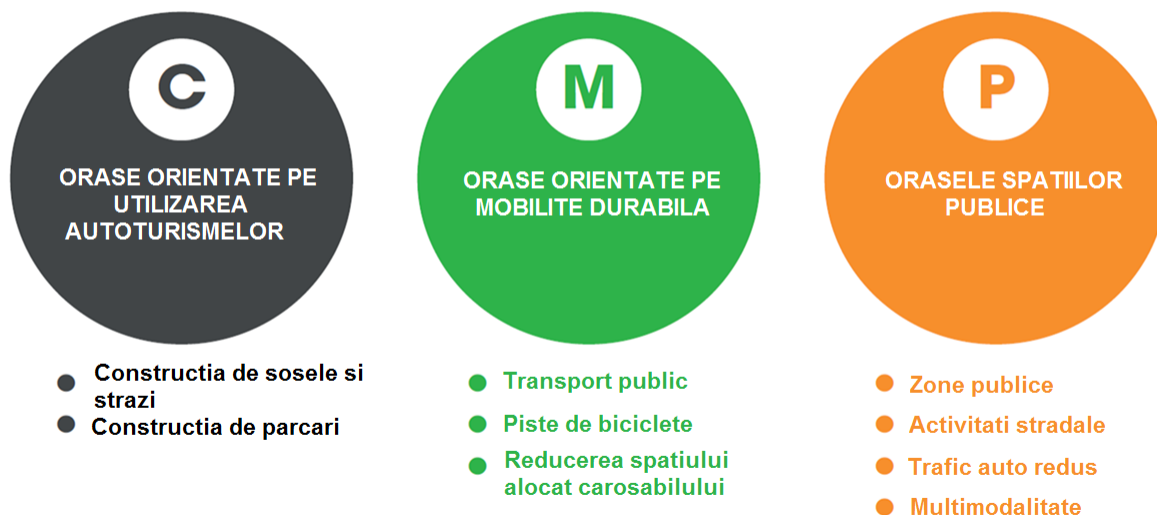 C
ORASE ORIENTATE PE
UTILIZAREA
AUTOTURISMELOR
Constructia de sosele si
strazi
Constructia de parcari
M
ORASE ORIENTATE PE
MOBILITE DURABILA
Transport public
Piste de biciclete
Reducerea spatiului
alocat carosabilului
P
ORASELE SPATIILOR
PUBLICE
Zone publice
Activitati stradale
Trafic auto redus
Multimodalitate